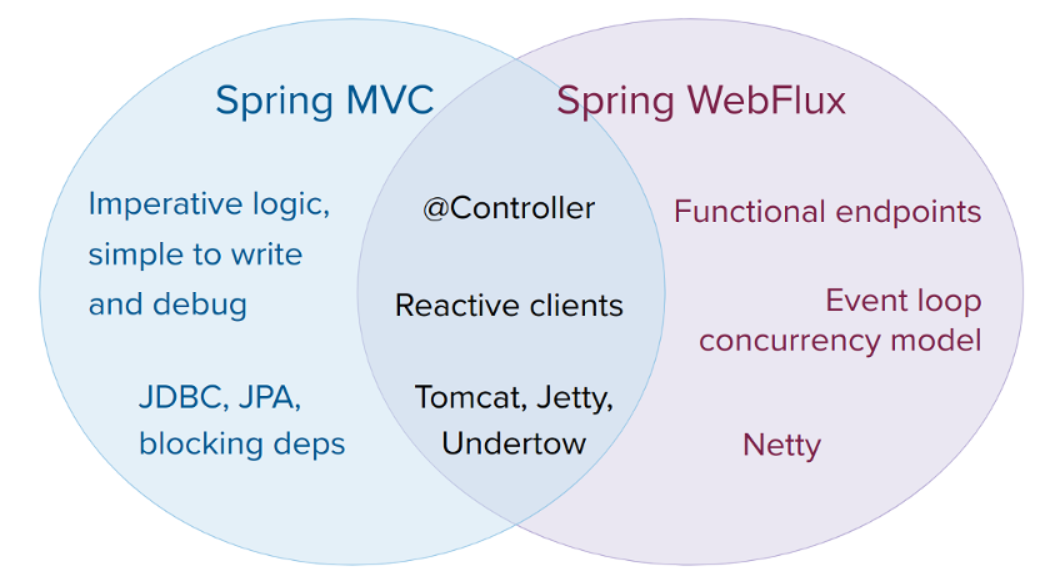 Spring MVC
Spring WebFlux
Imperative logic,
simple to write
and debug
JDBC, JPA,
blocking deps
@Controller
Reactive clients
Tomcat, Jetty,
Undertow
Functional endpoints
Event loop
concurrency model
Netty